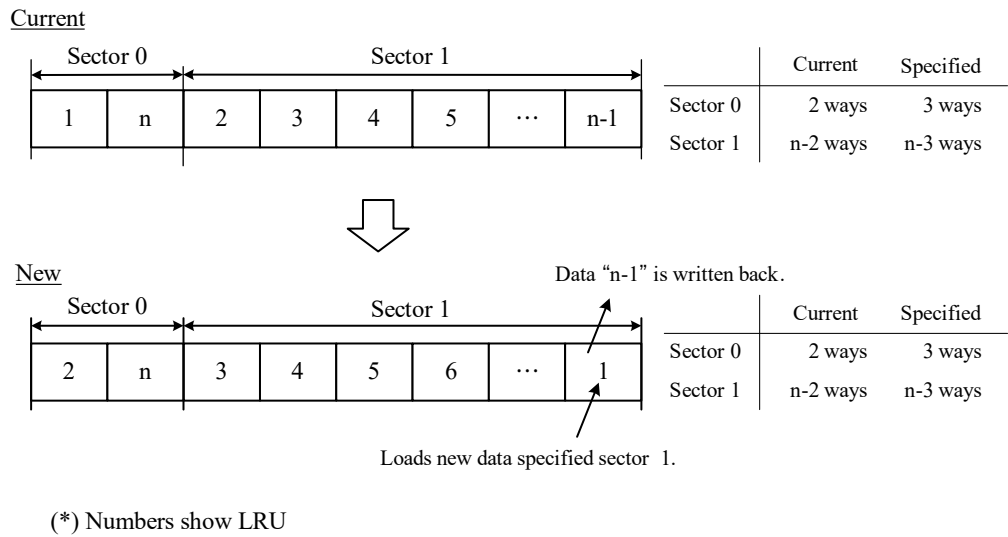 Current
Sector 0 Sector 1
Current Specified
1 n 2 3 4 5 … n-1
Sector 0 2 ways 3 ways
Sector 1 n-2 ways n-3 ways
New
Data “n-1” is written back.
Sector 0 Sector 1
Current Specified
2 n 3 4 5 6 … 1
Sector 0 2 ways 3 ways
Sector 1 n-2 ways n-3 ways
Loads new data specified sector 1.
(*) Numbers show LRU